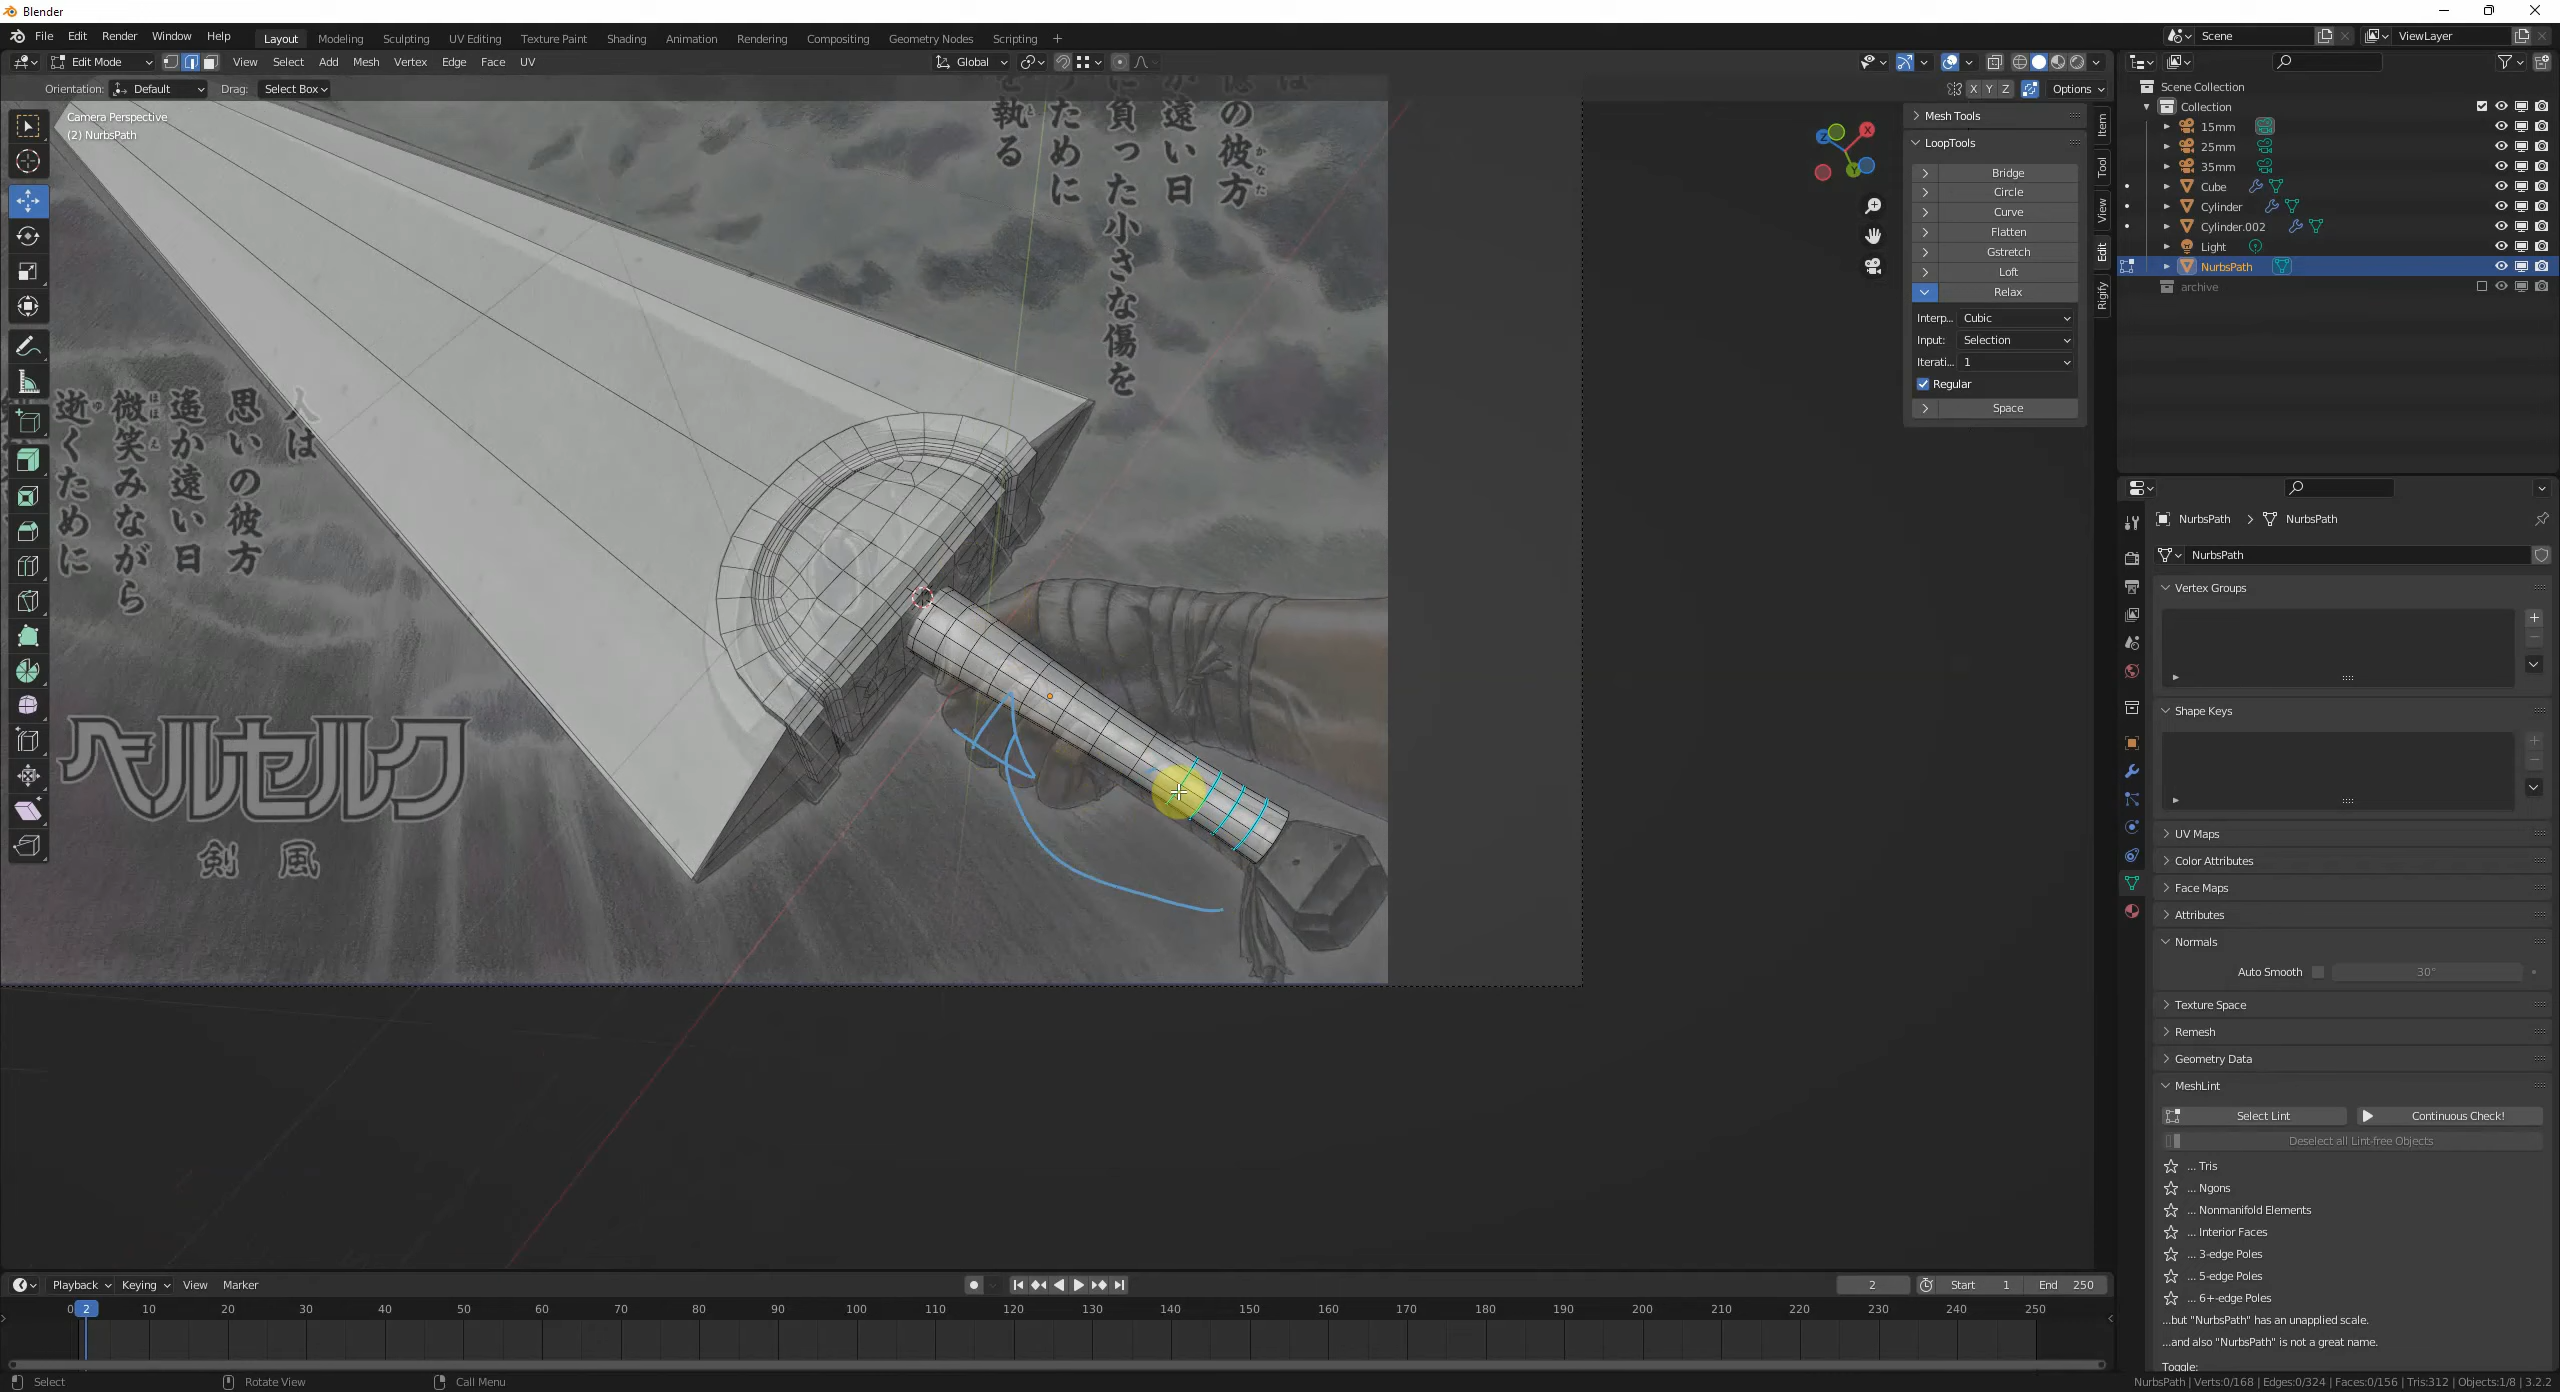 Blender
File Edit Render Window Help
Layout Modeling Sculpting UV Editing Texture Paint Shading Animation Rendering Compositing Geometry Nodes Scripting +
Scene
ViewLayer
Edit Mode
View Select Add Mesh Vertex Edge Face UV
Global
Orientation: Default Drag: Select Box
X Y Z Options
Camera Perspective
(2) NurbsPath
の彼方
かなた
遠い日
に負った小さな傷を
ために
を執る
人は
思いの彼方
遥か遠い日
微笑みながら
逝くために
ベルセルク
剣風
Mesh Tools
LoopTools
Bridge
Circle
Curve
Flatten
Gstretch
Loft
Relax
Interp... Cubic
Input: Selection
Iterati... 1
Regular
Space
Item
Tool
View
Edit
Rigify
Scene Collection
Collection
15mm
25mm
35mm
Cube
Cylinder
Cylinder.002
Light
NurbsPath
archive
NurbsPath > NurbsPath
NurbsPath
Vertex Groups
Shape Keys
UV Maps
Color Attributes
Face Maps
Attributes
Normals
Auto Smooth 30°
Texture Space
Remesh
Geometry Data
MeshLint
Select Lint Continuous Check!
Deselect all Lint-free Objects
... Tris
... Ngons
... Nonmanifold Elements
... Interior Faces
... 3-edge Poles
... 5-edge Poles
... 6+-edge Poles
...but "NurbsPath" has an unapplied scale.
...and also "NurbsPath" is not a great name.
Toggle:
Playback Keying View Marker
2 Start 1 End 250
0 2 10 20 30 40 50 60 70 80 90 100 110 120 130 140 150 160 170 180 190 200 210 220 230 240 250
Select Rotate View Call Menu
NurbsPath | Verts:0/168 | Edges:0/324 | Faces:0/156 | Tris:312 | Objects:1/8 | 3.2.2